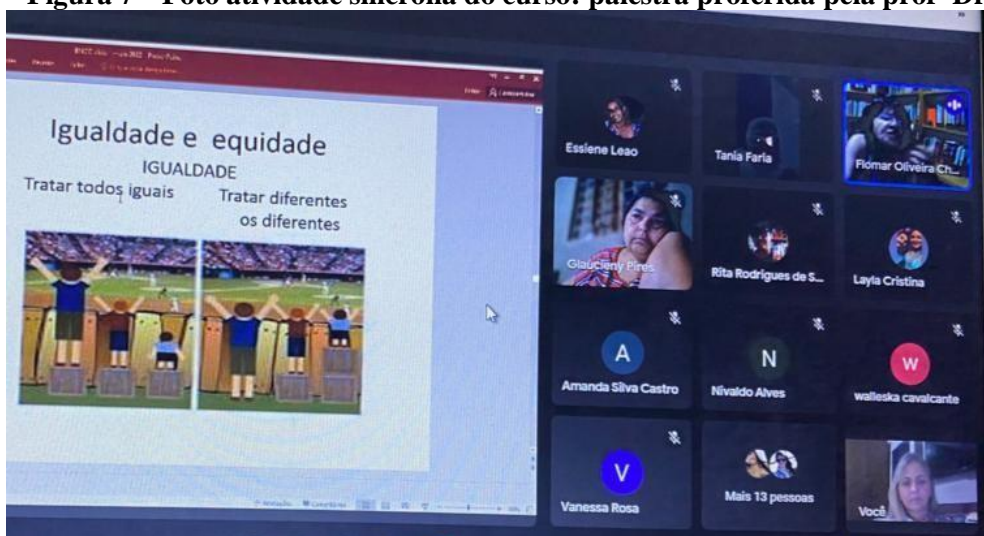 Figura 7 – Foto atividade síncrona do curso: palestra proferida pela profª D
Igualdade e equidade
IGUALDADE
Tratar todos iguais
Tratar diferentes
os diferentes
Essiene Leao
Tania Faria
Flomar Oliveira Ch...
Glaucieny Pires
Rita Rodrigues de S...
Layla Cristina
A
Amanda Silva Castro
N
Nivaldo Alves
W
walleska cavalcante
V
Vanessa Rosa
Mais 13 pessoas
Você